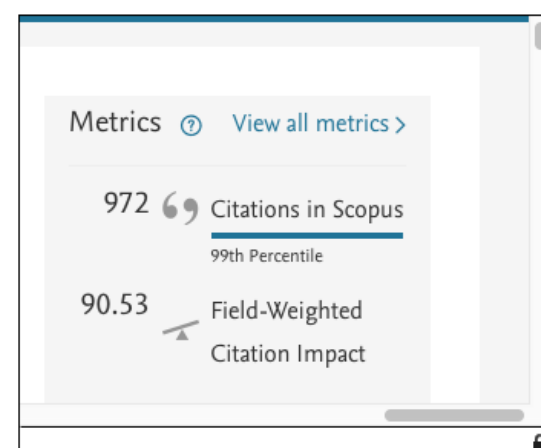 Metrics ? View all metrics >
972 Citations in Scopus
99th Percentile
90.53 Field-Weighted
Citation Impact